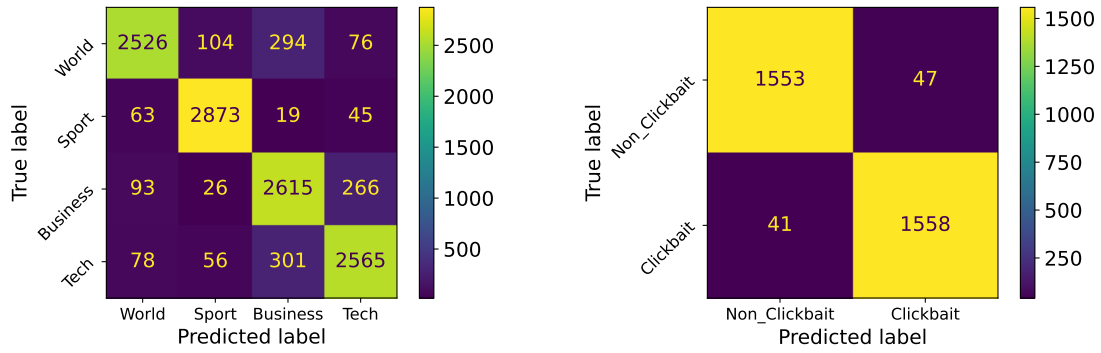 True label
World
Sport
Business
Tech
2526 104 294 76
63 2873 19 45
93 26 2615 266
78 56 301 2565
World Sport Business Tech
Predicted label
2500
2000
1500
1000
500
True label
Non_Clickbait
Clickbait
1553 47
41 1558
Non_Clickbait Clickbait
Predicted label
1500
1250
1000
750
500
250